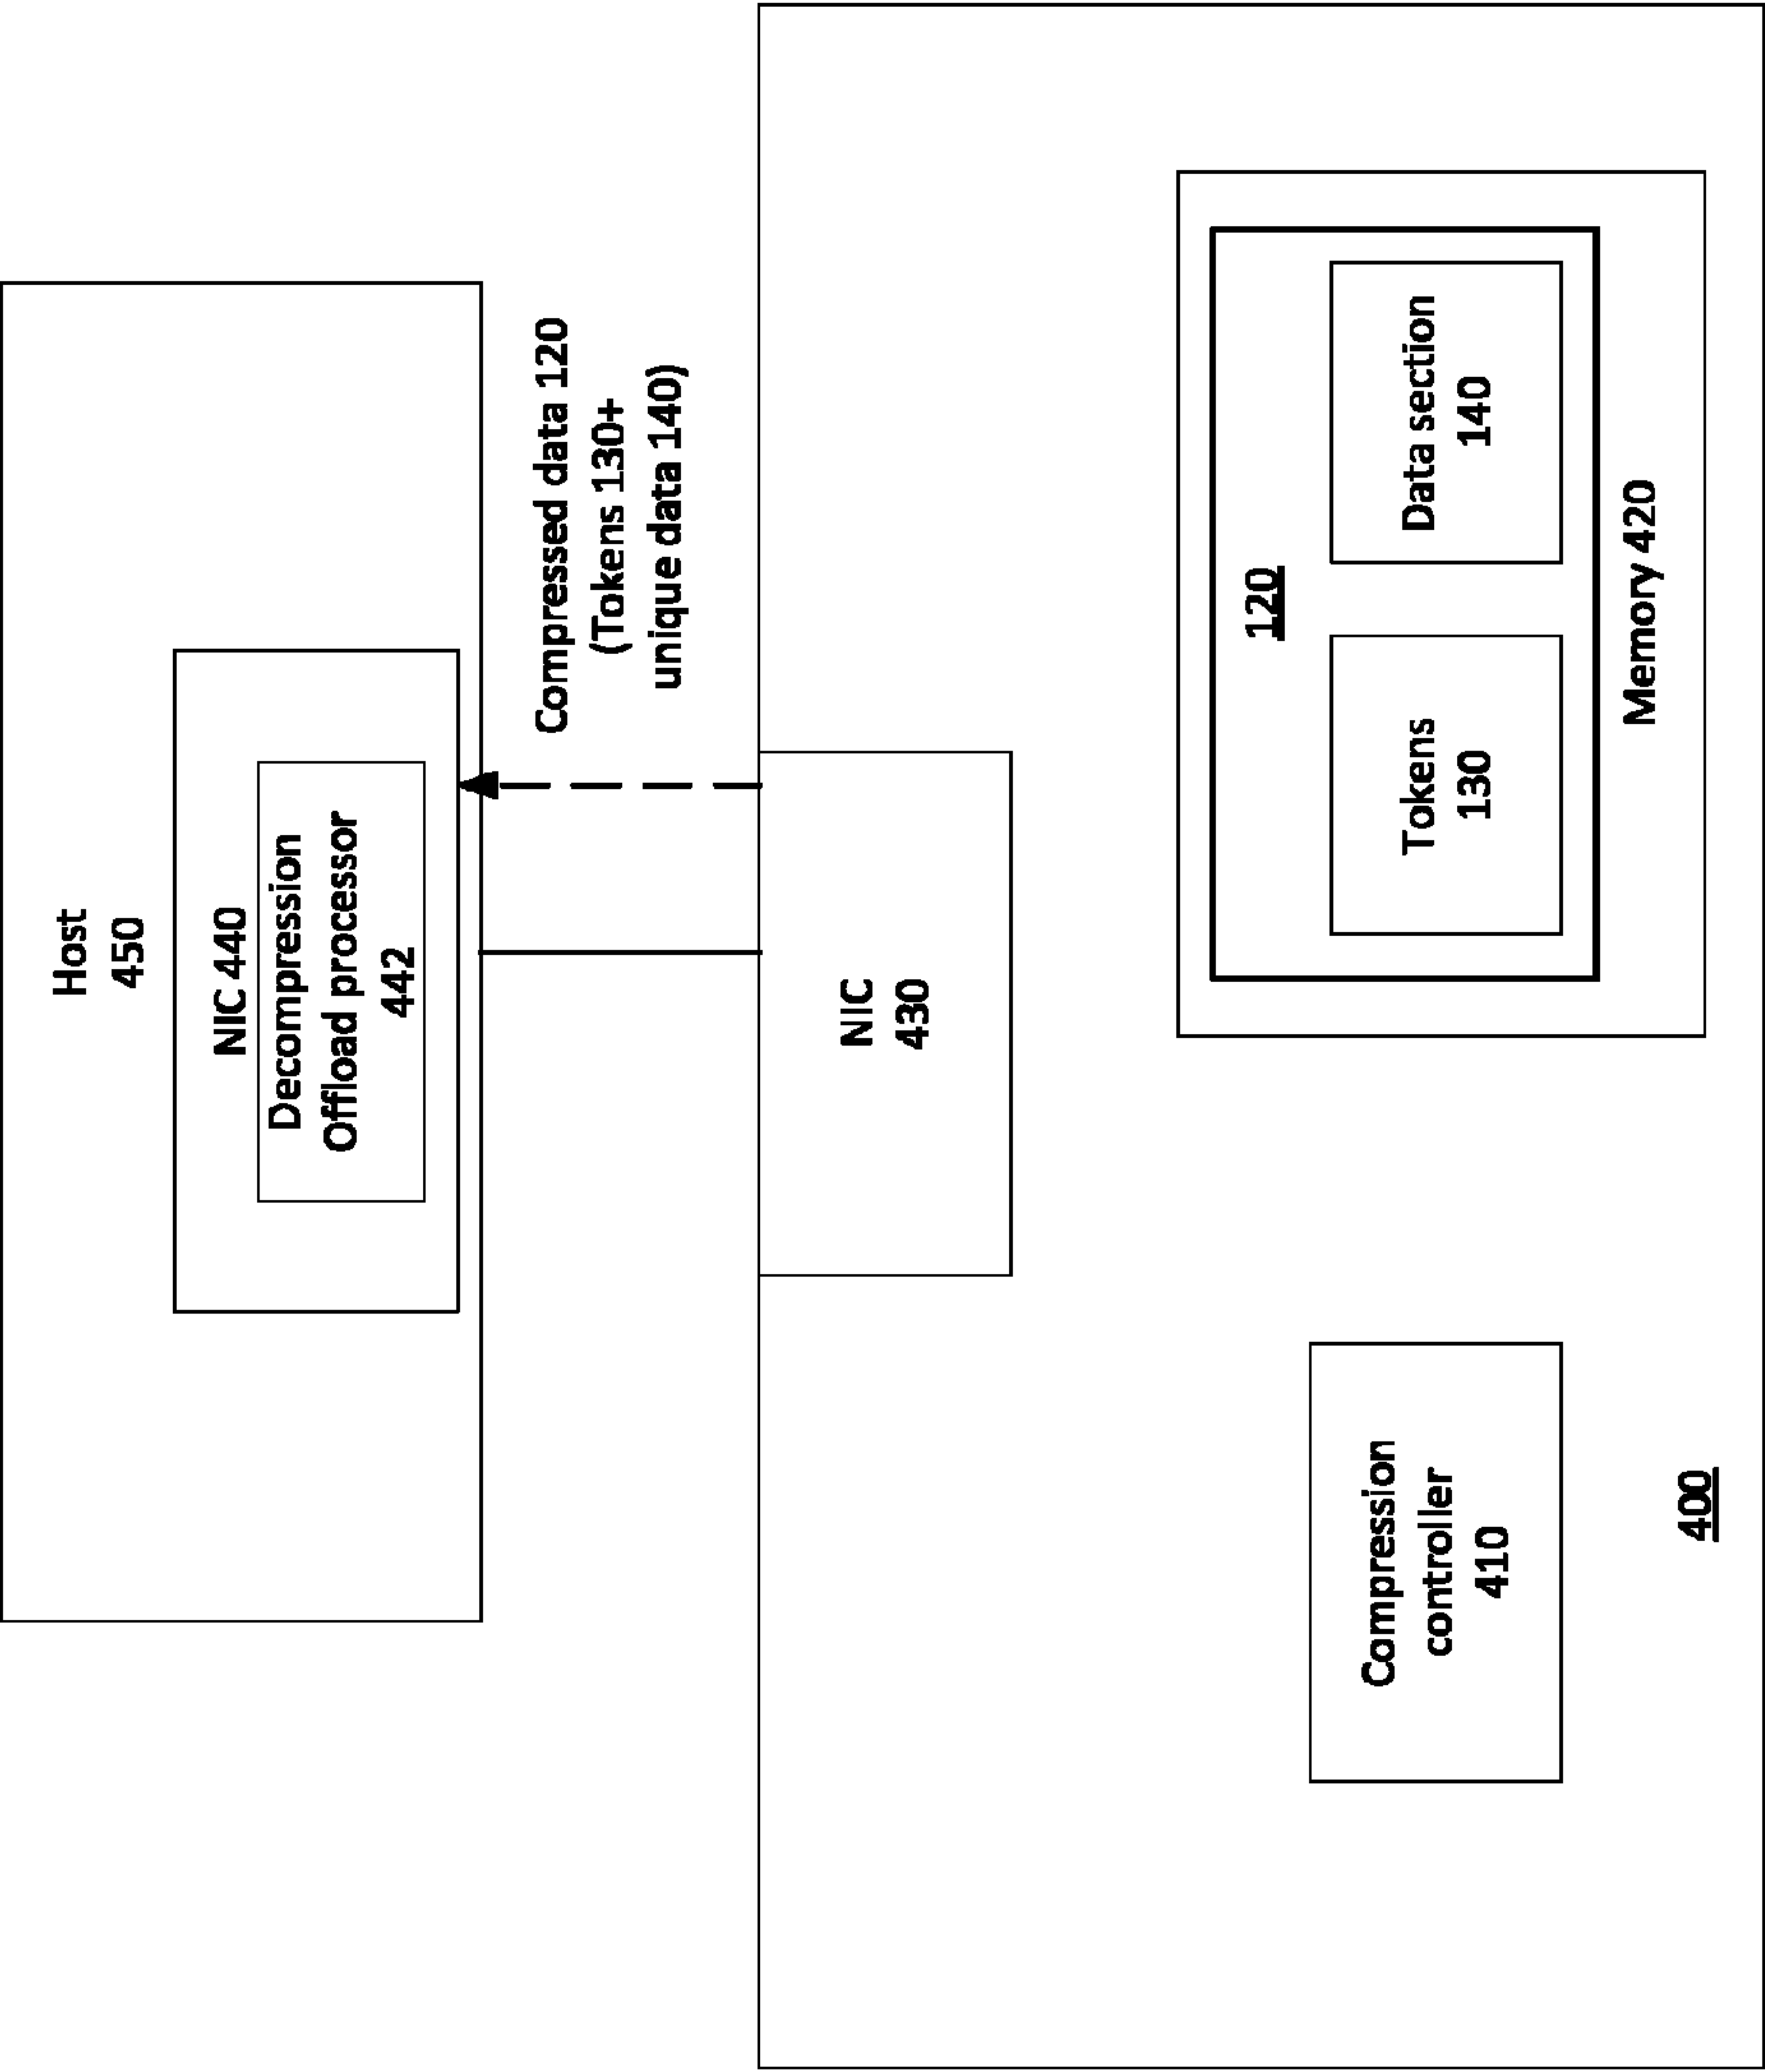 Host
450
NIC 440
Decompression
Offload processor
442
Compressed data 120
(Tokens 130+
unique data 140)
NIC
430
120
Tokens
130
Data section
140
Memory 420
Compression
controller
410
400